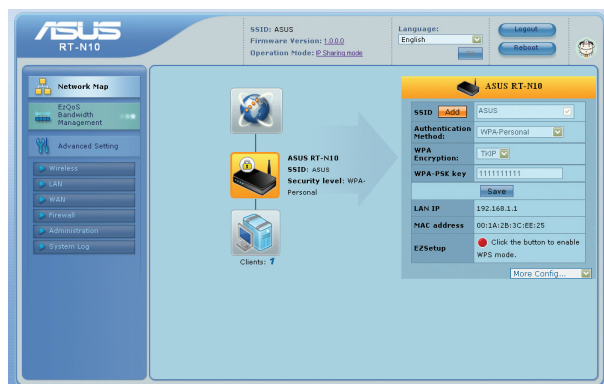 ASUS
RT-N10
SSID: ASUS
Firmware Version: 1.0.0.0
Operation Mode: IP Sharing mode
Language:
English
Logout
Reboot
Network Map
EzQoS
Bandwidth
Management
Advanced Setting
Wireless
LAN
WAN
Firewall
Administration
System Log
ASUS RT-N10
SSID: ASUS
Security level: WPA-
Personal
Clients: 1
ASUS RT-N10
SSID Add ASUS
Authentication
Method: WPA-Personal
WPA
Encryption: TKIP
WPA-PSK key 1111111111
Save
LAN IP 192.168.1.1
MAC address 00:1A:2B:3C:EE:25
EZSetup Click the button to enable
WPS mode.
More Config...